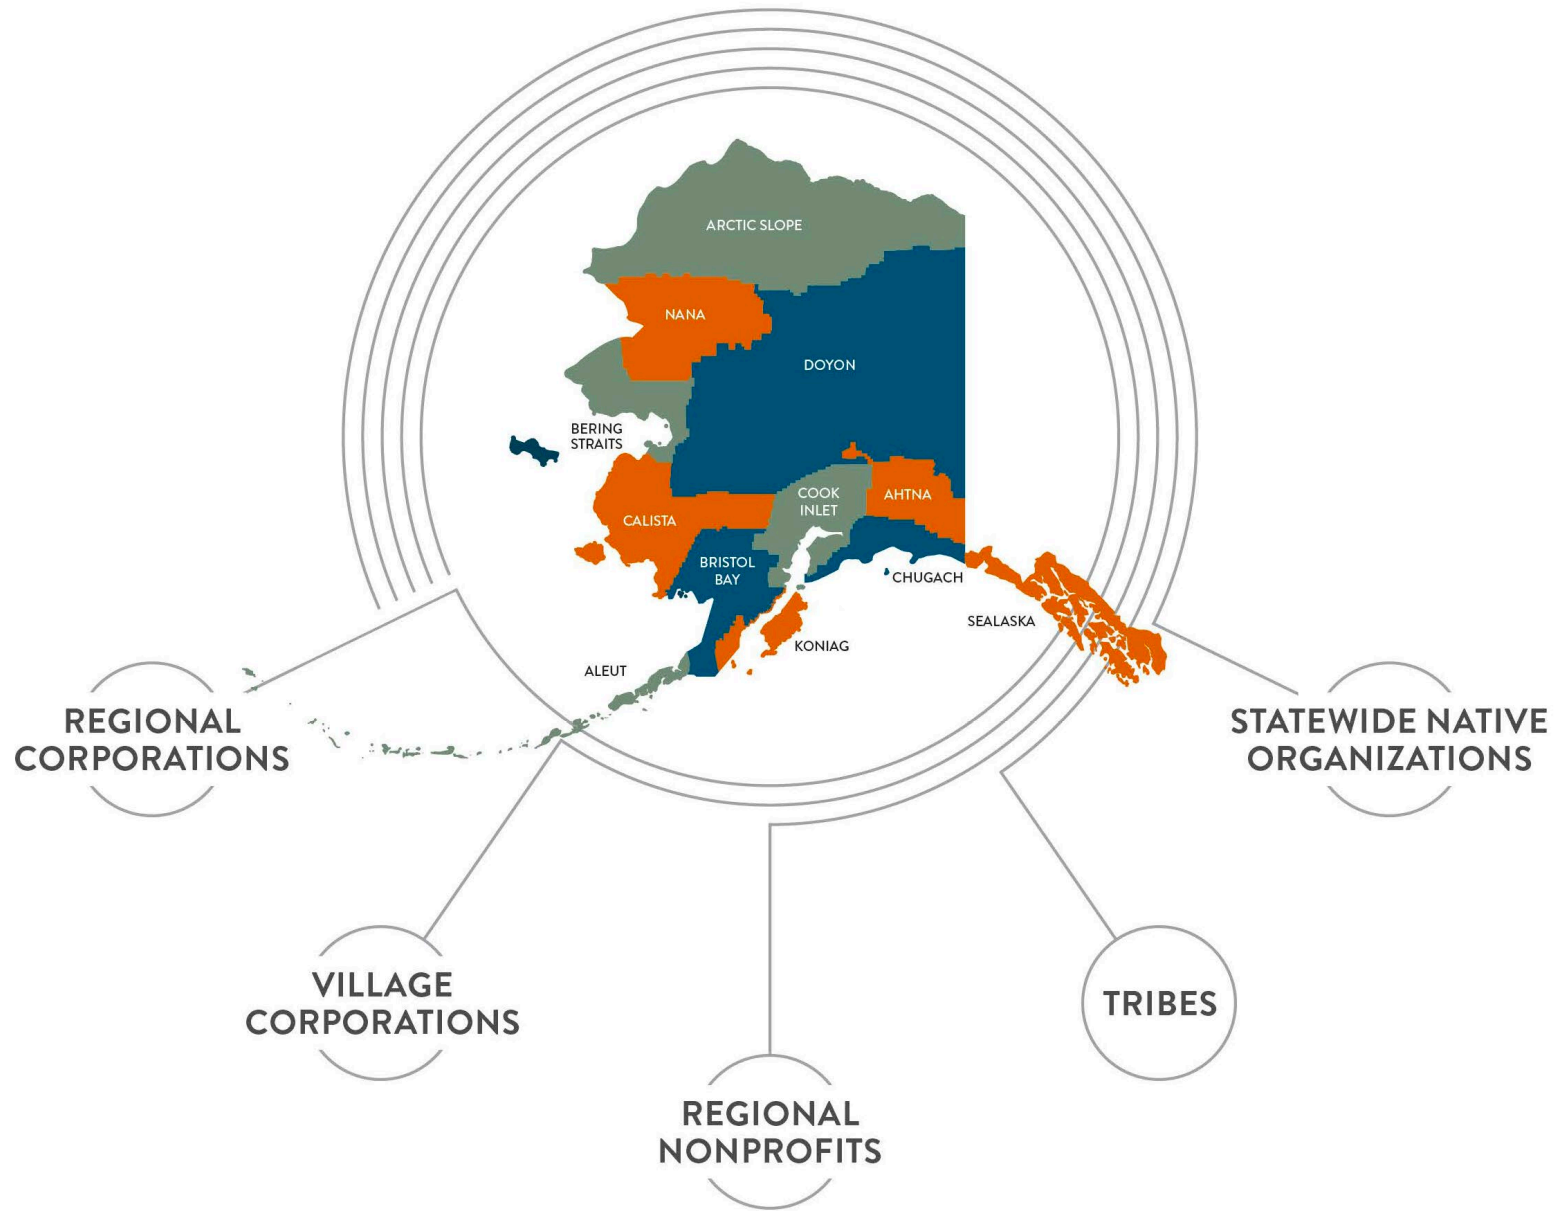 ARCTIC SLOPE
NANA
DOYON
BERING
STRAITS
COOK
INLET
AHTNA
CALISTA
BRISTOL
BAY
CHUGACH
SEALASKA
KONIAG
ALEUT
REGIONAL
CORPORATIONS
STATEWIDE NATIVE
ORGANIZATIONS
VILLAGE
CORPORATIONS
TRIBES
REGIONAL
NONPROFITS